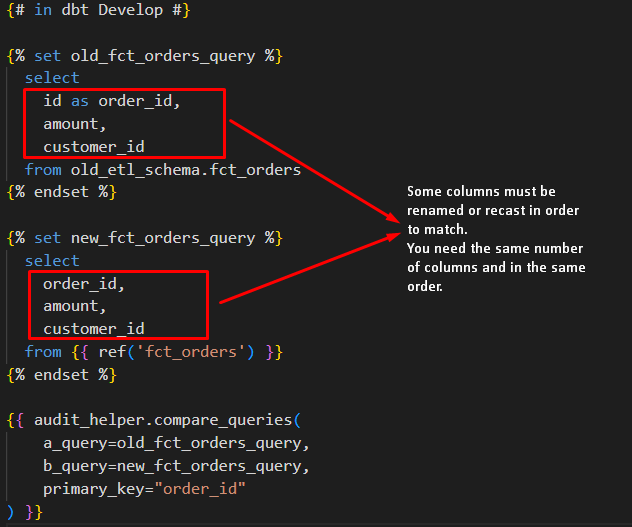 {# in dbt Develop #}
{% set old_fct_orders_query %}
select
id as order_id,
amount,
customer_id
from old_etl_schema.fct_orders
{% endset %}
{% set new_fct_orders_query %}
select
order_id,
amount,
customer_id
from {{ ref('fct_orders') }}
{% endset %}
{{ audit_helper.compare_queries(
a_query=old_fct_orders_query,
b_query=new_fct_orders_query,
primary_key="order_id"
) }}
Some columns must be
renamed or recast in order
to match.
You need the same number
of columns and in the same
order.